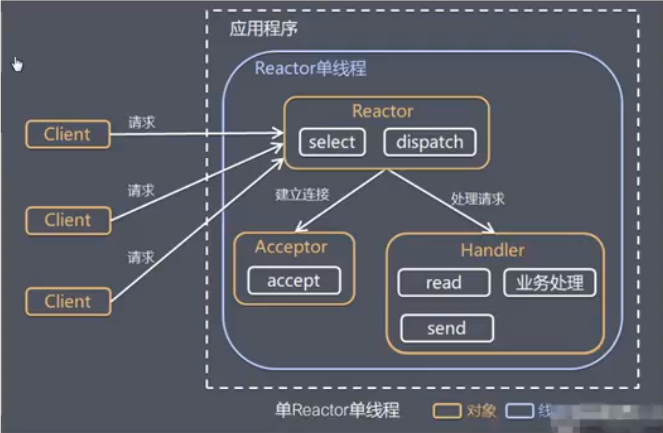 应用程序
Reactor单线程
Reactor
select
dispatch
Client
请求
Client
请求
Client
请求
建立连接
处理请求
Acceptor
accept
Handler
read
业务处理
send
单Reactor单线程
对象
线